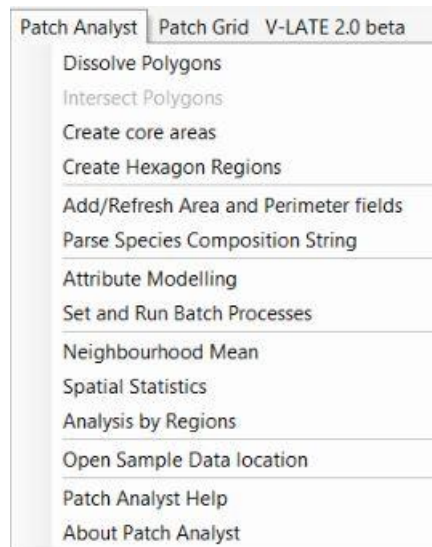 Patch Analyst Patch Grid V-LATE 2.0 beta
Dissolve Polygons
Intersect Polygons
Create core areas
Create Hexagon Regions
Add/Refresh Area and Perimeter fields
Parse Species Composition String
Attribute Modelling
Set and Run Batch Processes
Neighbourhood Mean
Spatial Statistics
Analysis by Regions
Open Sample Data location
Patch Analyst Help
About Patch Analyst